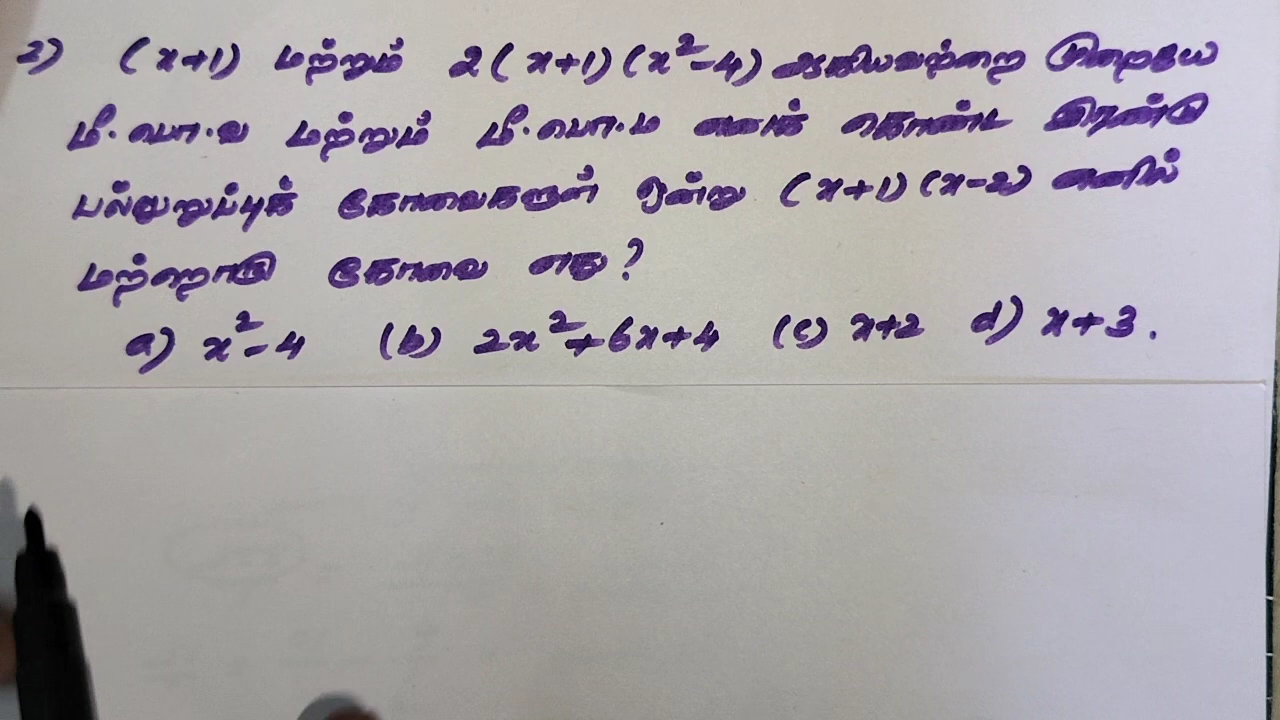 2) (x+1) மற்றும் 2(x+1)(x²-4) ஆகியவற்றை முறையே
மீ.பொ.வ மற்றும் மீ.பொ.ம எனக் கொண்ட இரண்டு
பல்லுறுப்புக் கோவைகளுள் ஒன்று (x+1)(x-2) எனில்
மற்றொரு கோவை எது?
a) x²-4 (b) 2x²+6x+4 (c) x+2 d) x+3.